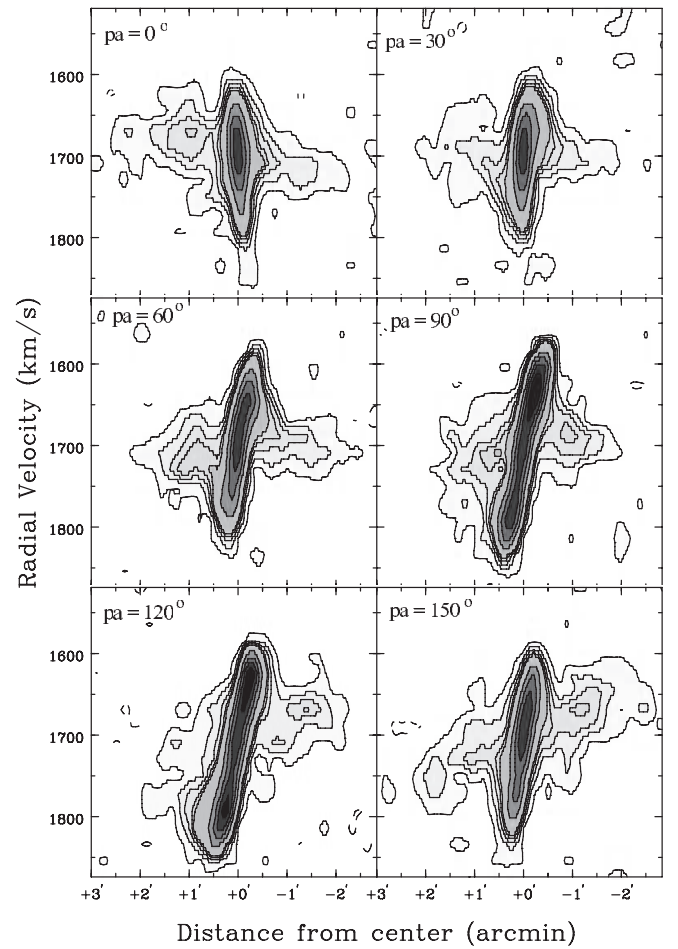 pa=0°
pa=30°
1600
1700
1800
pa=60°
pa=90°
1600
1700
1800
Radial Velocity (km/s)
pa=120°
pa=150°
1600
1700
1800
+3' +2' +1' +0' -1' -2' +3' +2' +1' +0' -1' -2'
Distance from center (arcmin)